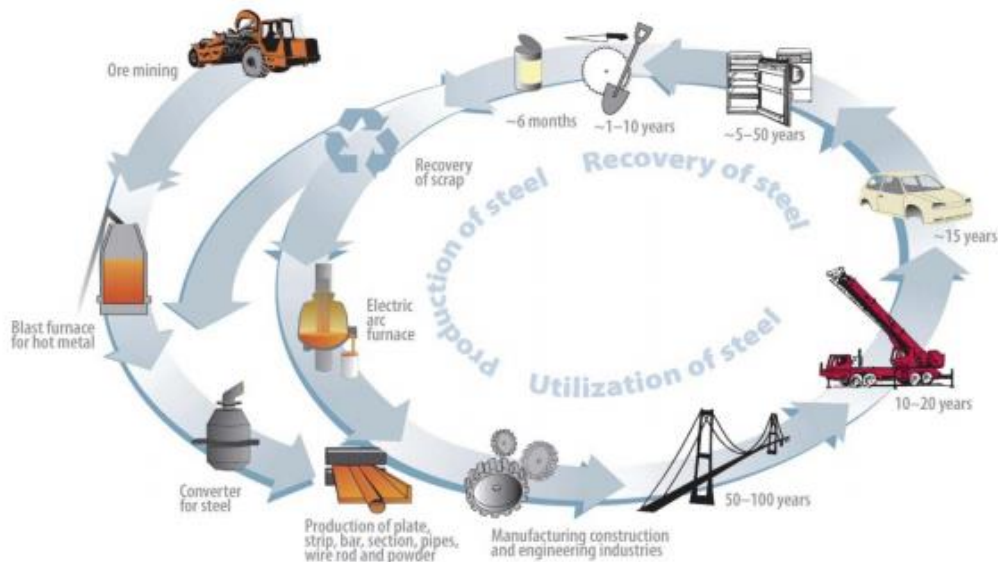 Ore mining
~6 months
~1–10 years
~5–50 years
Recovery
of scrap
Recovery of steel
Production of steel
~15 years
Blast furnace
for hot metal
Electric
arc
furnace
Utilization of steel
10–20 years
Converter
for steel
50–100 years
Production of plate,
strip, bar, section, pipes,
wire rod and powder
Manufacturing construction
and engineering industries